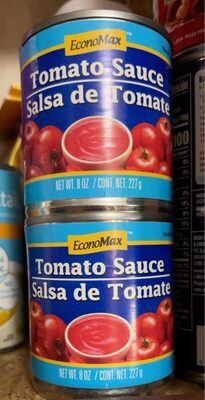 EconoMax
Tomato Sauce
Salsa de Tomate
NET WT. 8 OZ / CONT. NET. 227g
EconoMax
Tomato Sauce
Salsa de Tomate
NET WT. 8 OZ / CONT. NET. 227g
100